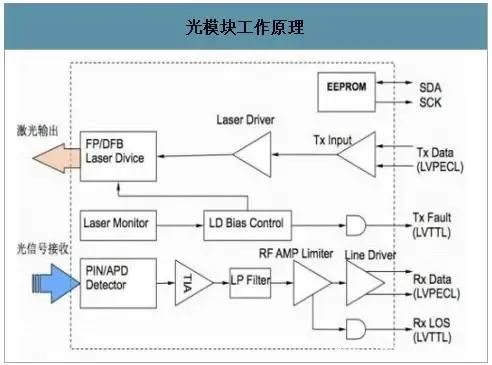 光模块工作原理
EEPROM
SDA
SCK
激光输出
FP/DFB
Laser Divice
Laser Driver
Tx Input
Tx Data
(LVPECL)
Laser Monitor
LD Bias Control
Tx Fault
(LVTTL)
光信号接收
PIN/APD
Detector
TIA
LP Filter
RF AMP Limiter
Line Driver
Rx Data
(LVPECL)
Rx LOS
(LVTTL)